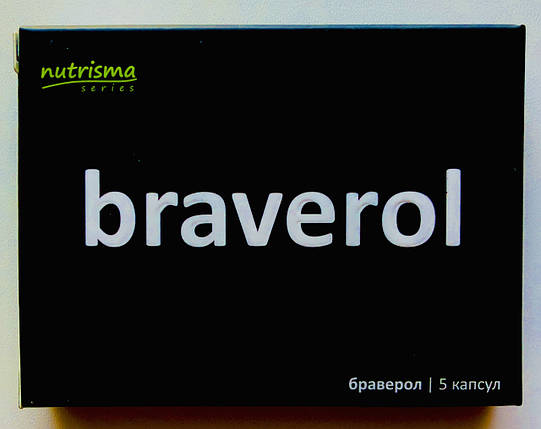 nutrisma
series
braverol
браверол | 5 капсул